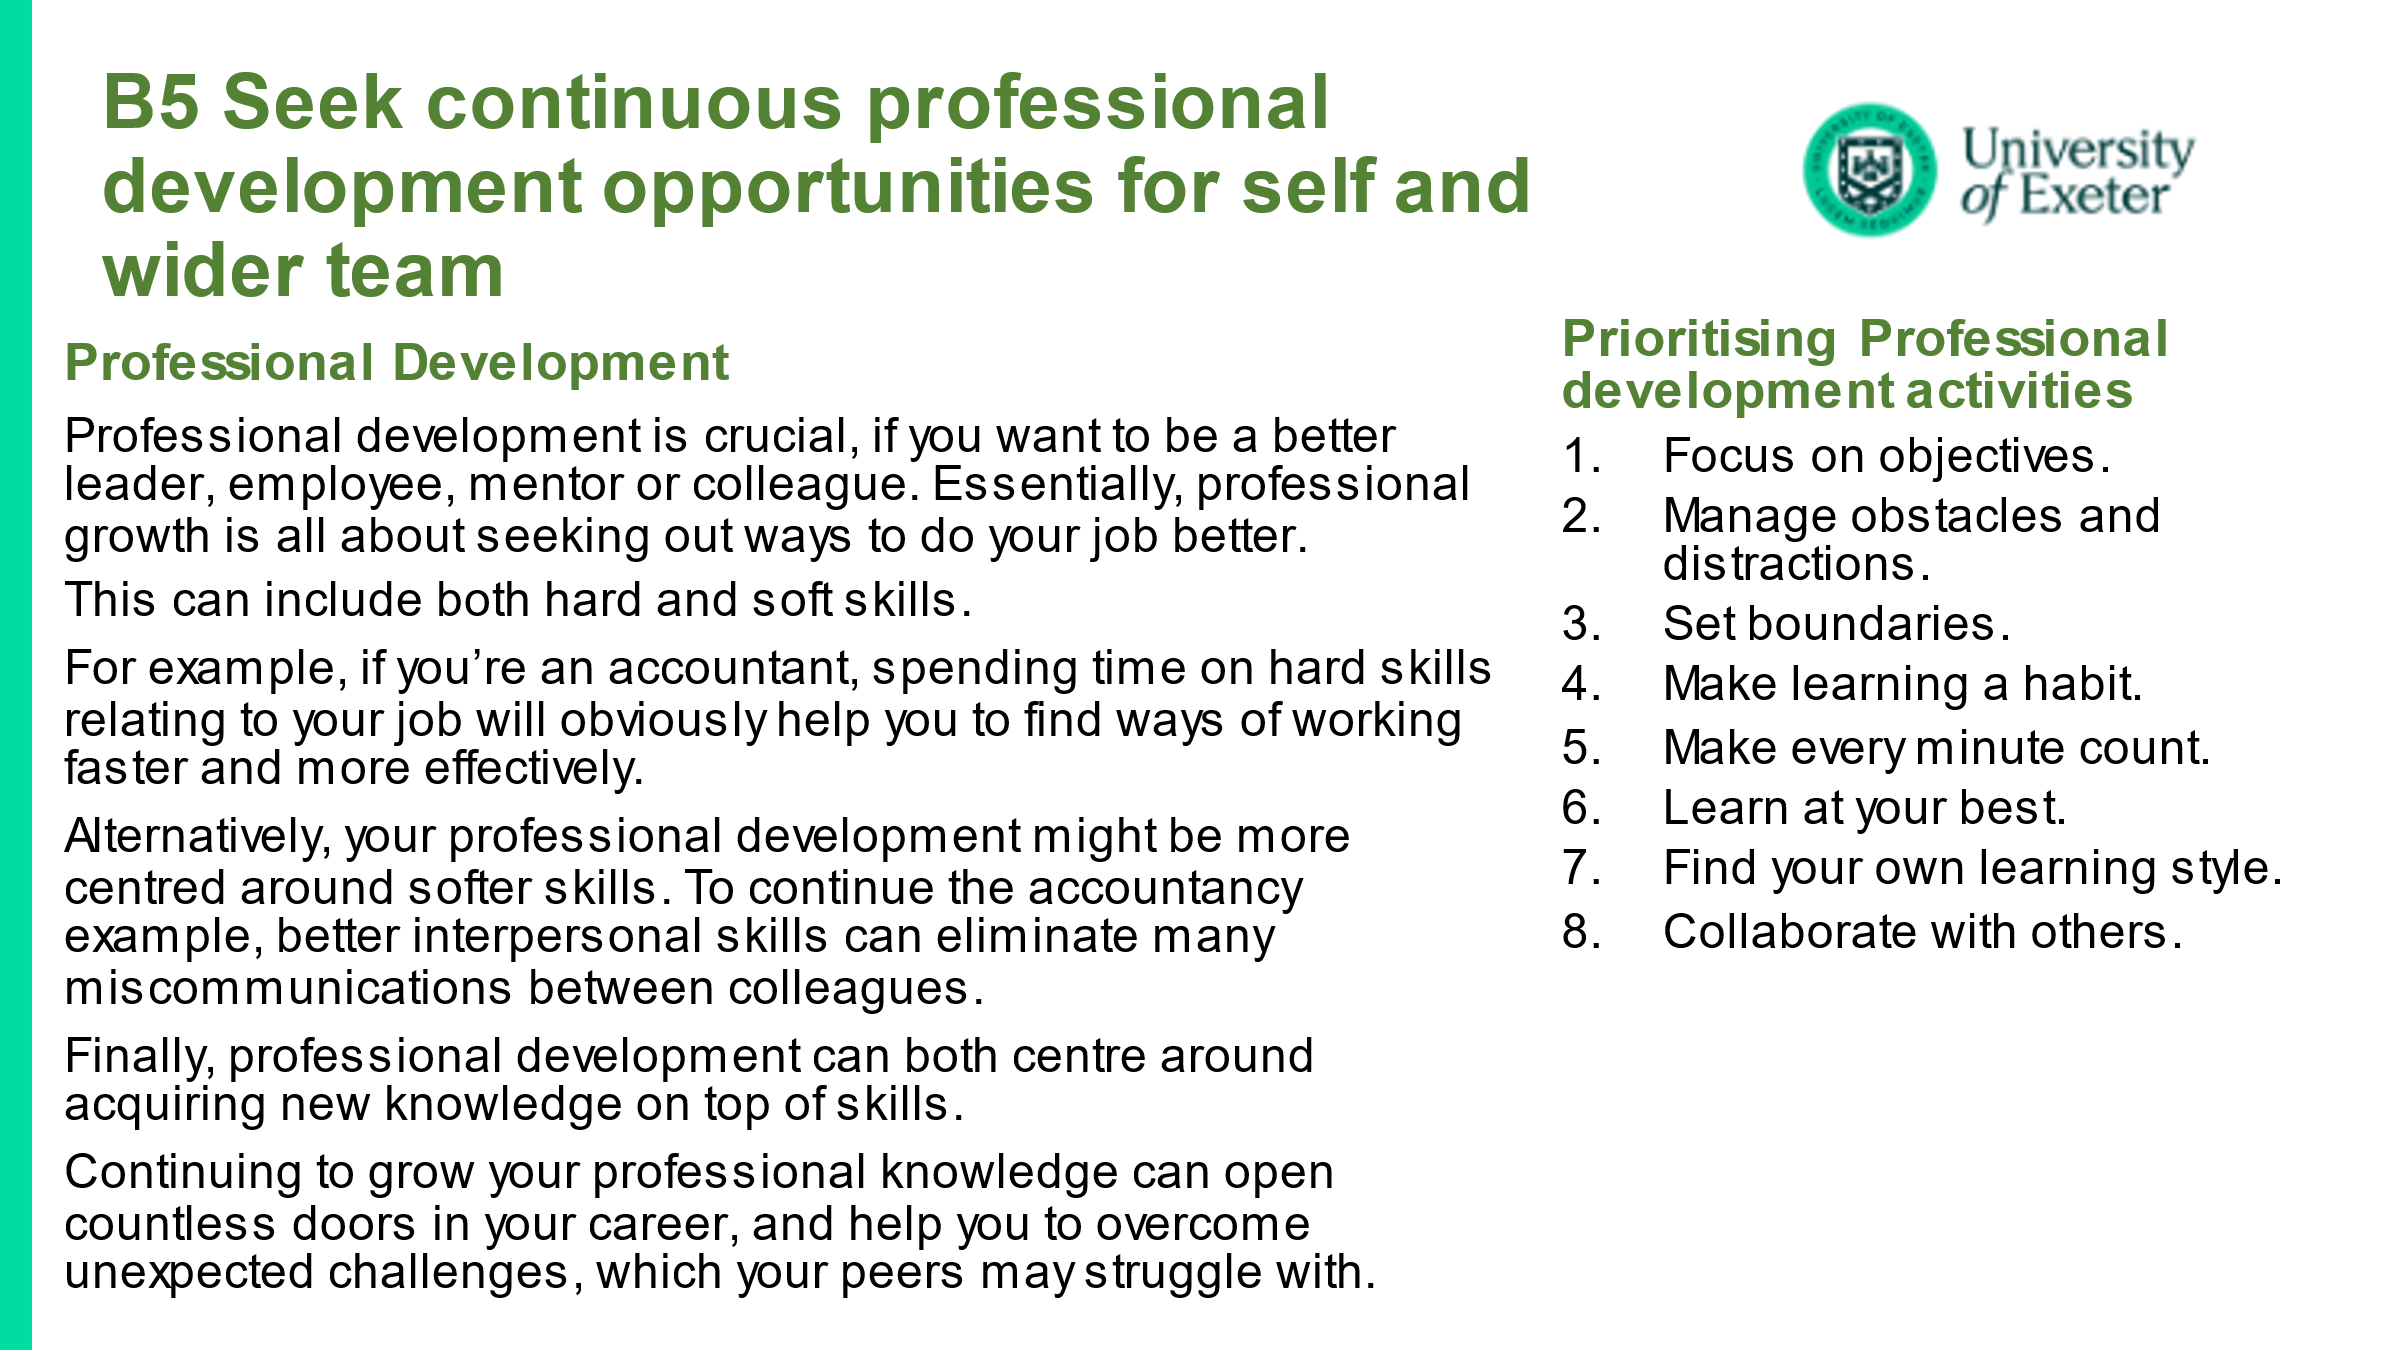 B5 Seek continuous professional
development opportunities for self and
wider team
University
of Exeter
Professional Development
Professional development is crucial, if you want to be a better
leader, employee, mentor or colleague. Essentially, professional
growth is all about seeking out ways to do your job better.
This can include both hard and soft skills.
For example, if you’re an accountant, spending time on hard skills
relating to your job will obviously help you to find ways of working
faster and more effectively.
Alternatively, your professional development might be more
centred around softer skills. To continue the accountancy
example, better interpersonal skills can eliminate many
miscommunications between colleagues.
Finally, professional development can both centre around
acquiring new knowledge on top of skills.
Continuing to grow your professional knowledge can open
countless doors in your career, and help you to overcome
unexpected challenges, which your peers may struggle with.
Prioritising Professional
development activities
1. Focus on objectives.
2. Manage obstacles and
distractions.
3. Set boundaries.
4. Make learning a habit.
5. Make every minute count.
6. Learn at your best.
7. Find your own learning style.
8. Collaborate with others.